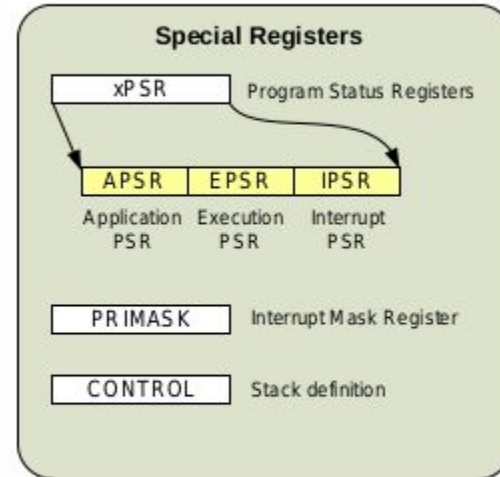 Special Registers
xPSR Program Status Registers
APSR EPSR IPSR
Application Execution Interrupt
PSR PSR PSR
PRIMASK Interrupt Mask Register
CONTROL Stack definition